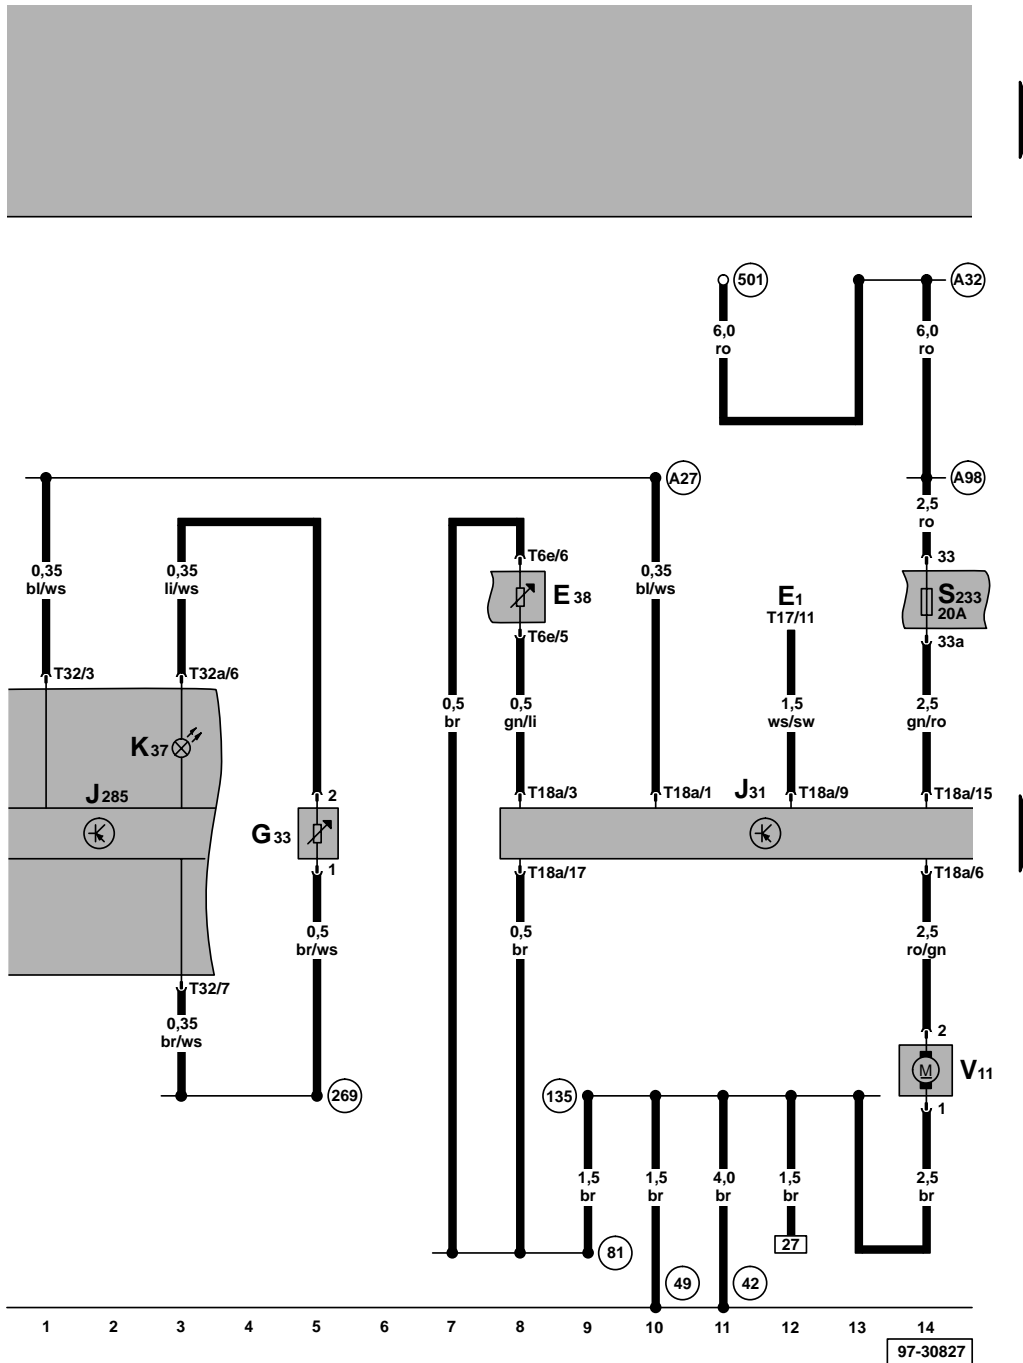 501
A32
6,0
ro
6,0
ro
A27
A98
2,5
ro
0,35
bl/ws
0,35
li/ws
T6e/6
33
0,35
bl/ws
E38
E1
T17/11
S233
20A
T6e/5
33a
T32/3
T32a/6
0,5
br
0,5
gn/li
1,5
ws/sw
2,5
gn/ro
K37
J285
2
T18a/3
T18a/1
J31
T18a/9
T18a/15
G33
1
T18a/17
T18a/6
0,5
br/ws
0,5
br
2,5
ro/gn
T32/7
0,35
br/ws
2
M
V11
269
135
1
1,5
br
1,5
br
4,0
br
1,5
br
2,5
br
81
27
49
42
1 2 3 4 5 6 7 8 9 10 11 12 13 14
97-30827